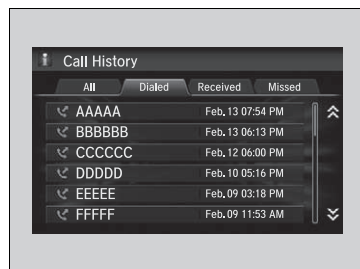 i Call History
All Dialed Received Missed
AAAAA Feb. 13 07:54 PM
BBBBBB Feb. 13 06:13 PM
CCCCCC Feb. 12 06:00 PM
DDDDD Feb. 10 05:16 PM
EEEEE Feb. 09 03:18 PM
FFFFF Feb. 09 11:53 AM